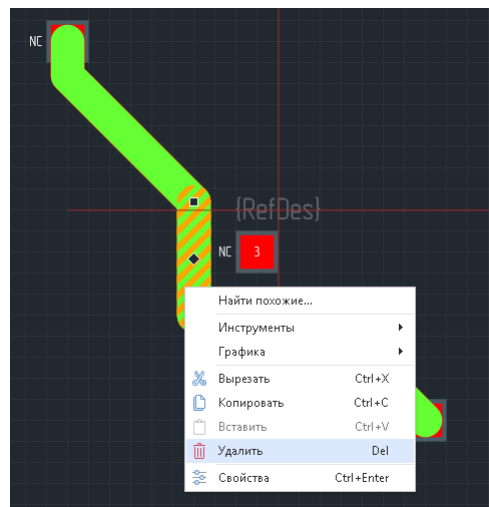 NC
{RefDes}
NC 3
Найти похожие...
Инструменты
Графика
Вырезать Ctrl+X
Копировать Ctrl+C
Вставить Ctrl+V
Удалить Del
Свойства Ctrl+Enter